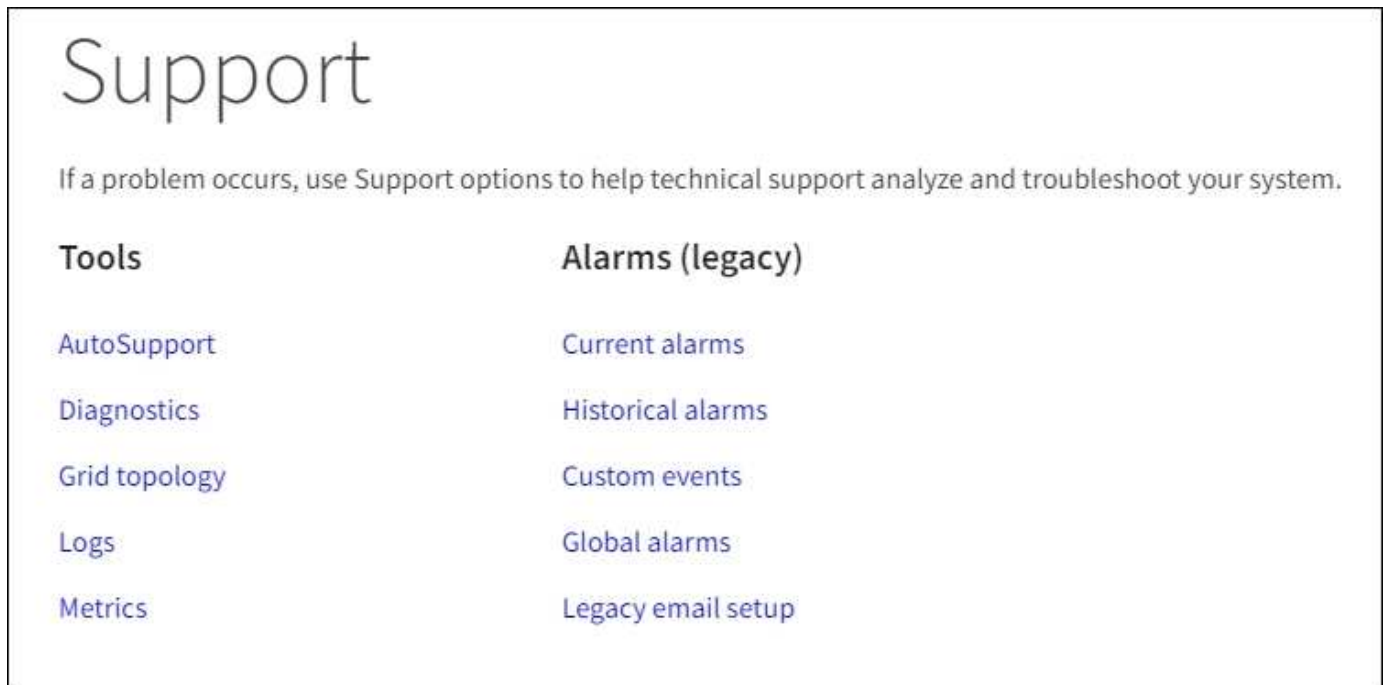 Support
If a problem occurs, use Support options to help technical support analyze and troubleshoot your system.
Tools
AutoSupport
Diagnostics
Grid topology
Logs
Metrics
Alarms (legacy)
Current alarms
Historical alarms
Custom events
Global alarms
Legacy email setup